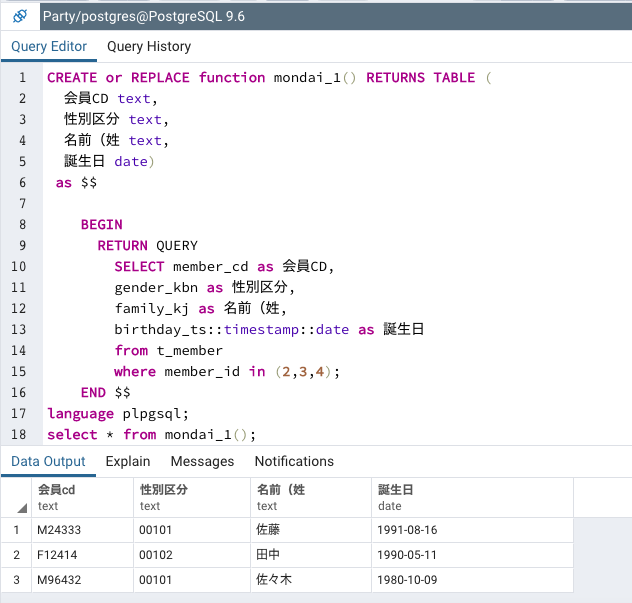 Party/postgres@PostgreSQL 9.6
Query Editor Query History
1 CREATE or REPLACE function mondai_1() RETURNS TABLE (
2 会員CD text,
3 性別区分 text,
4 名前（姓 text,
5 誕生日 date)
6 as $$
7
8 BEGIN
9 RETURN QUERY
10 SELECT member_cd as 会員CD,
11 gender_kbn as 性別区分,
12 family_kj as 名前（姓,
13 birthday_ts::timestamp::date as 誕生日
14 from t_member
15 where member_id in (2,3,4);
16 END $$
17 language plpgsql;
18 select * from mondai_1();
Data Output Explain Messages Notifications
会員cd 性別区分 名前（姓 誕生日
text text text date
1 M24333 00101 佐藤 1991-08-16
2 F12414 00102 田中 1990-05-11
3 M96432 00101 佐々木 1980-10-09